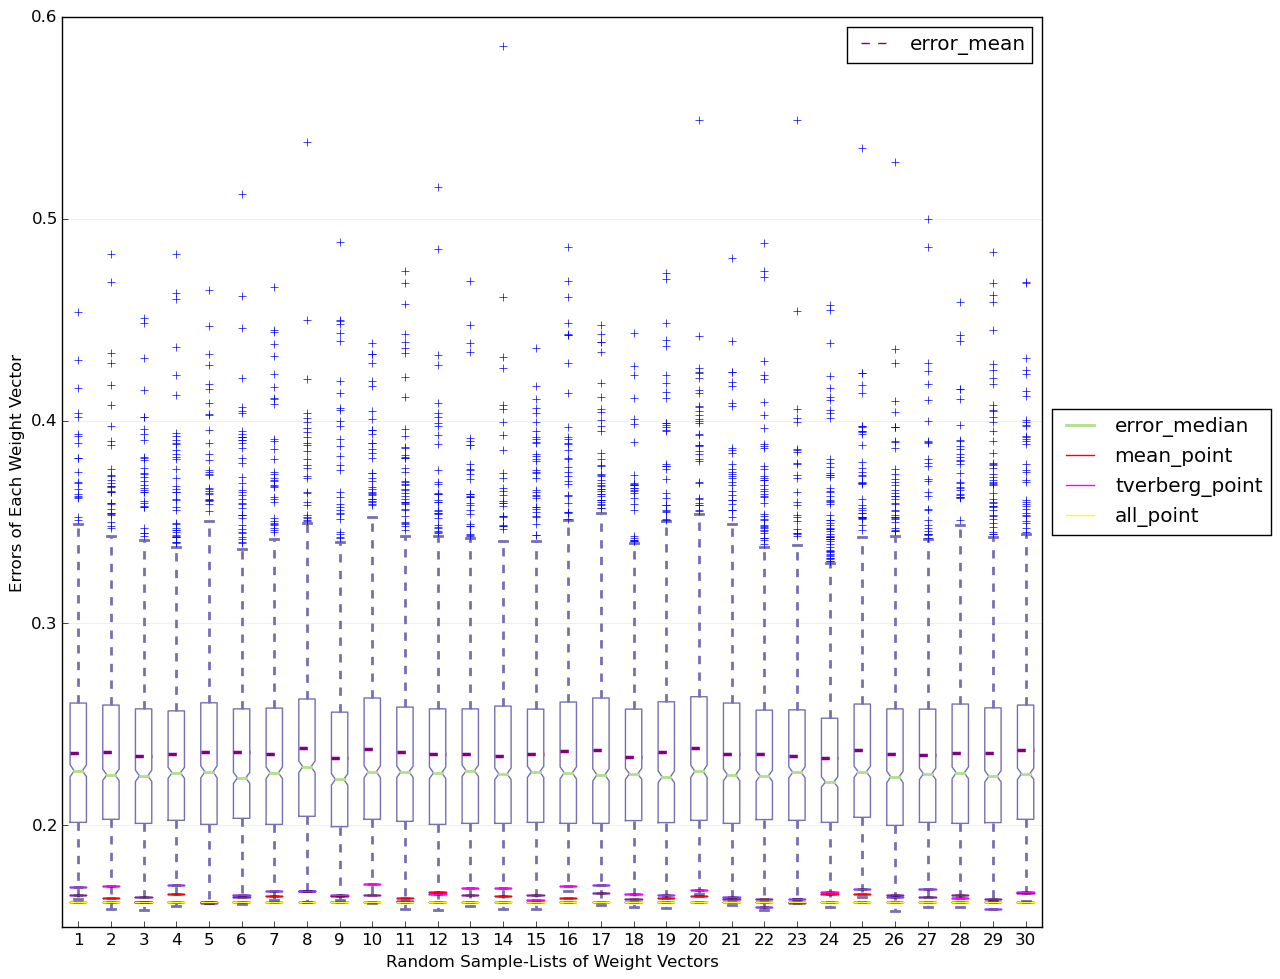 0.6
error_mean
0.5
0.4
error_median
mean_point
tverberg_point
all_point
Errors of Each Weight Vector
0.3
0.2
1 2 3 4 5 6 7 8 9 10 11 12 13 14 15 16 17 18 19 20 21 22 23 24 25 26 27 28 29 30
Random Sample-Lists of Weight Vectors